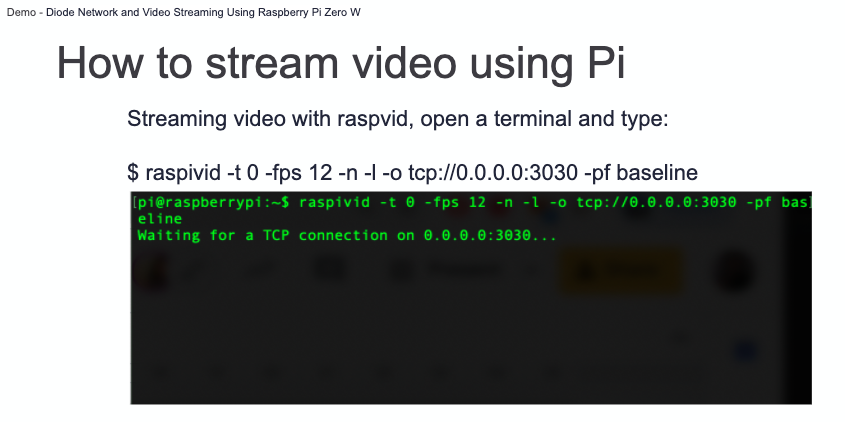 Demo - Diode Network and Video Streaming Using Raspberry Pi Zero W
How to stream video using Pi
Streaming video with raspvid, open a terminal and type:
$ raspivid -t 0 -fps 12 -n -l -o tcp://0.0.0.0:3030 -pf baseline
[pi@raspberrypi:~$ raspivid -t 0 -fps 12 -n -l -o tcp://0.0.0.0:3030 -pf bas]
eline
Waiting for a TCP connection on 0.0.0.0:3030...